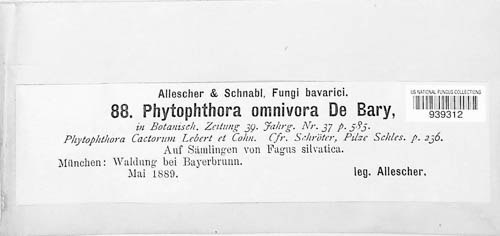 Allescher & Schnabl, Fungi bavarici.
88. Phytophthora omnivora De Bary,
in Botanisch. Zeitung 39. Jahrg. Nr. 37 p. 585.
Phytophthora Cactorum Lebert et Cohn. Cfr. Schröter, Pilze Schles. p. 236.
Auf Sämlingen von Fagus silvatica.
München: Waldung bei Bayerbrunn.
Mai 1889. leg. Allescher.
US NATIONAL FUNGUS COLLECTIONS
939312